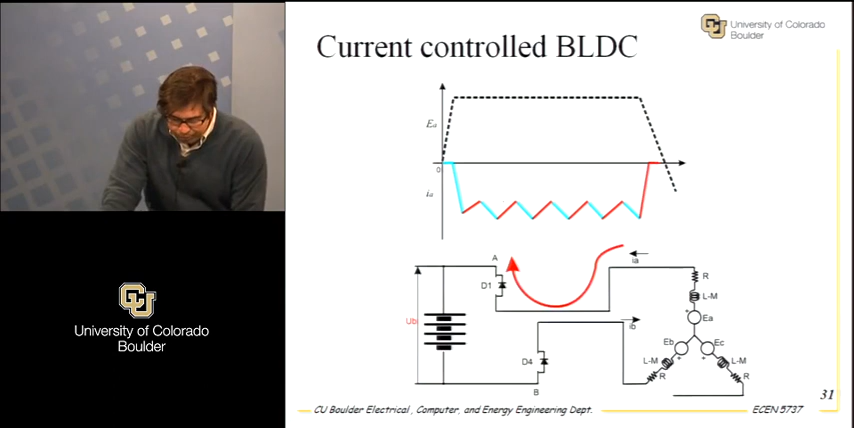 University of Colorado
Boulder
Current controlled BLDC
Ea
0
ia
A
ia
R
D1
L-M
Ub
ib
Ea
Eb
Ec
D4
L-M
L-M
R
R
B
University of Colorado
Boulder
31
CU Boulder Electrical, Computer, and Energy Engineering Dept.
ECEN 5737